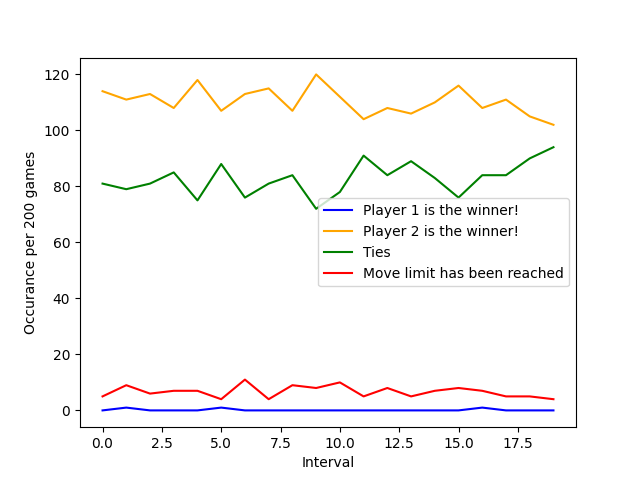 120
100
80
60
40
20
0
Occurance per 200 games
Player 1 is the winner!
Player 2 is the winner!
Ties
Move limit has been reached
0.0 2.5 5.0 7.5 10.0 12.5 15.0 17.5
Interval